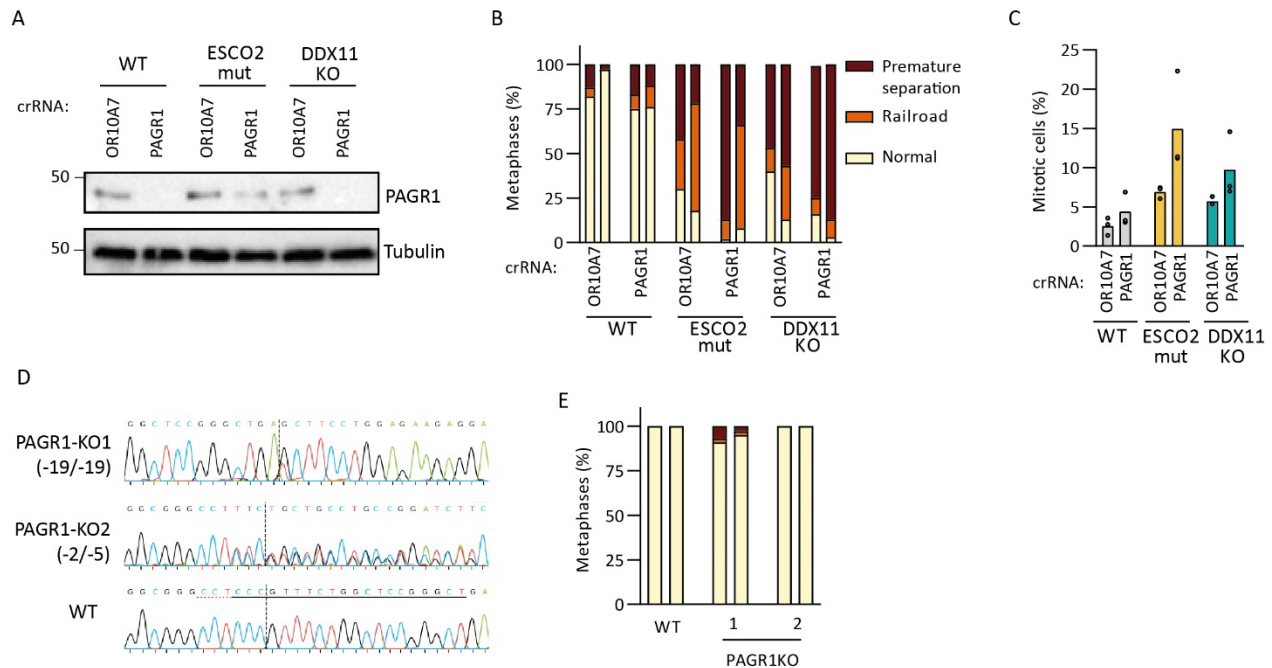 A
WT
ESCO2
mut
DDX11
KO
crRNA:
OR10A7
PAGR1
OR10A7
PAGR1
OR10A7
PAGR1
50
PAGR1
50
Tubulin
B
Metaphases (%)
100
75
50
25
0
Premature
separation
Railroad
Normal
crRNA:
OR10A7
PAGR1
OR10A7
PAGR1
OR10A7
PAGR1
WT
ESCO2
mut
DDX11
KO
C
Mitotic cells (%)
25
20
15
10
5
0
crRNA:
OR10A7
PAGR1
OR10A7
PAGR1
OR10A7
PAGR1
WT
ESCO2
mut
DDX11
KO
D
G G C T C C G G G C T G A G C T T C C T G G A G A A G A G G A
PAGR1-KO1
(-19/-19)
G G C G G G C C T T T C T G C T G C C T G C C G G A T C T T C
PAGR1-KO2
(-2/-5)
G G C G G G C C T C C C G T T T C T G G C T C C G G G C T G A
WT
E
Metaphases (%)
100
75
50
25
0
WT
1
2
PAGR1KO